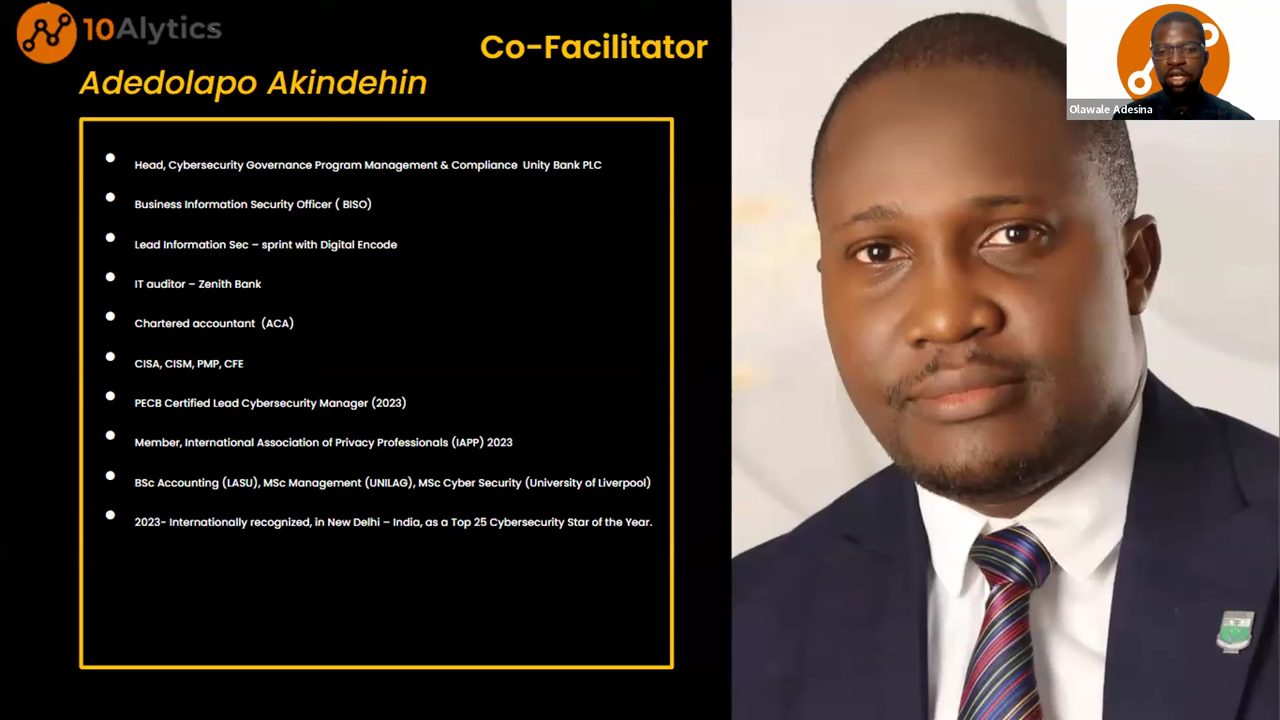 10Alytics
Co-Facilitator
Adedolapo Akindehin
Olawale Adesina
Head, Cybersecurity Governance Program Management & Compliance Unity Bank PLC
Business Information Security Officer ( BISO)
Lead Information Sec – sprint with Digital Encode
IT auditor – Zenith Bank
Chartered accountant (ACA)
CISA, CISM, PMP, CFE
PECB Certified Lead Cybersecurity Manager (2023)
Member, International Association of Privacy Professionals (IAPP) 2023
BSc Accounting (LASU), MSc Management (UNILAG), MSc Cyber Security (University of Liverpool)
2023- Internationally recognized, in New Delhi – India, as a Top 25 Cybersecurity Star of the Year.